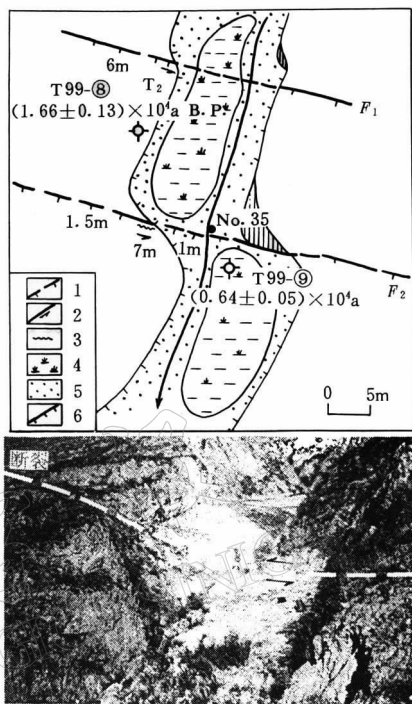 6m
T₂
T99-⑧
(1.66±0.13)×10⁴a B.P.
F₁
No.35
1.5m
1m
7m
T99-⑨
(0.64±0.05)×10⁴a
F₂
1
2
3
4
5
6
0 5m
断裂